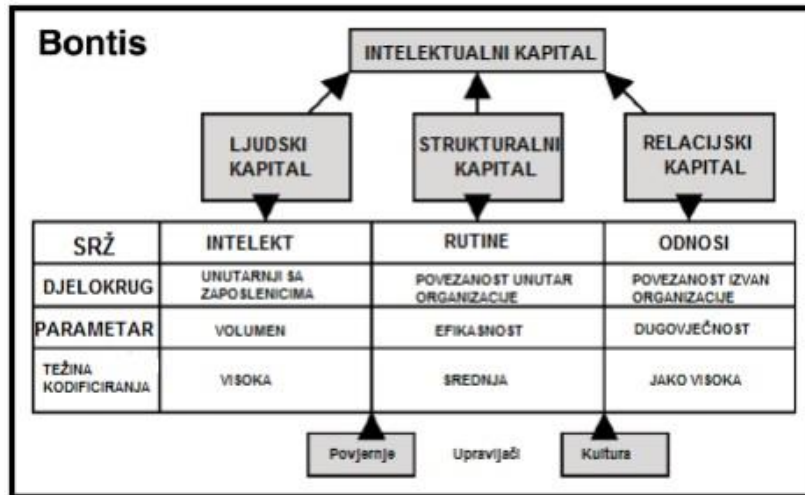 Bontis
INTELEKTUALNI KAPITAL
LJUDSKI
KAPITAL
STRUKTURALNI
KAPITAL
RELACIJSKI
KAPITAL
SRŽ INTELEKT RUTINE ODNOSI
DJELOKRUG
UNUTARNJI SA
ZAPOSLENICIMA
POVEZANOST UNUTAR
ORGANIZACIJE
POVEZANOST IZVAN
ORGANIZACIJE
PARAMETAR VOLUMEN EFIKASNOST DUGOVJEČNOST
TEŽINA
KODIFICIRANJA
VISOKA SREDNJA JAKO VISOKA
Povjernje Upravljači Kultura